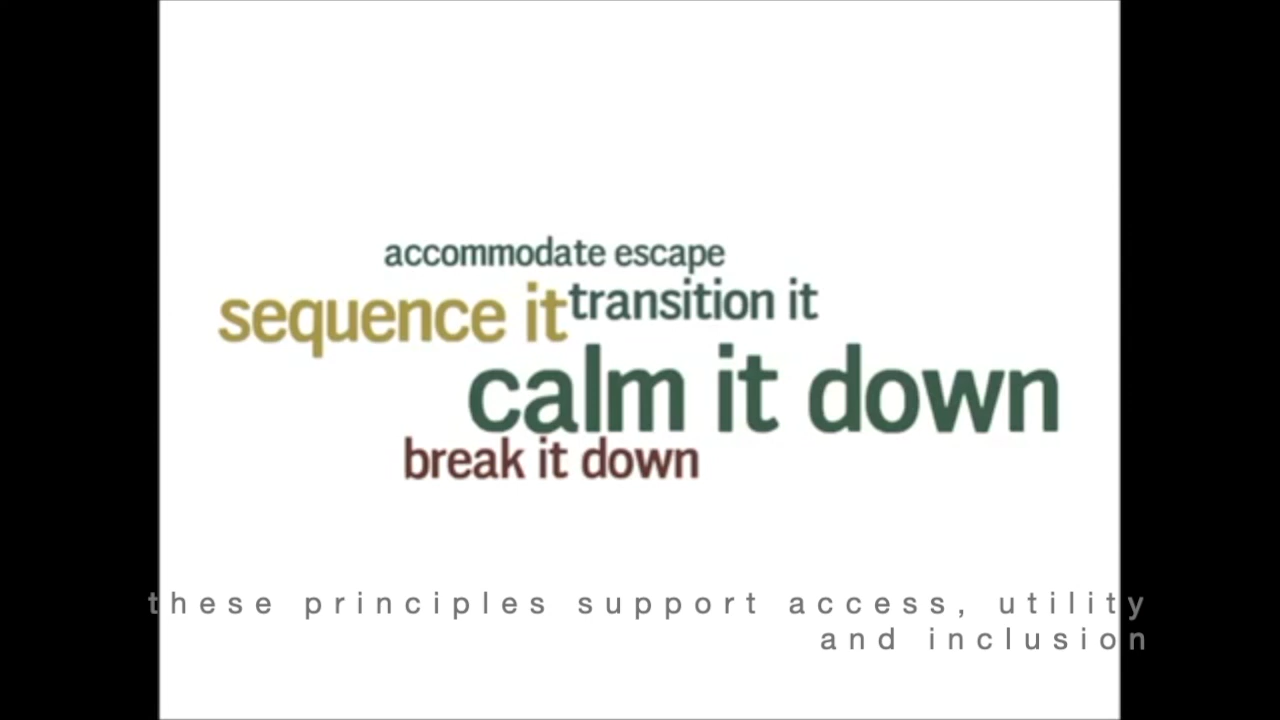 accommodate escape
sequence it transition it
calm it down
break it down
these principles support access, utility
and inclusion